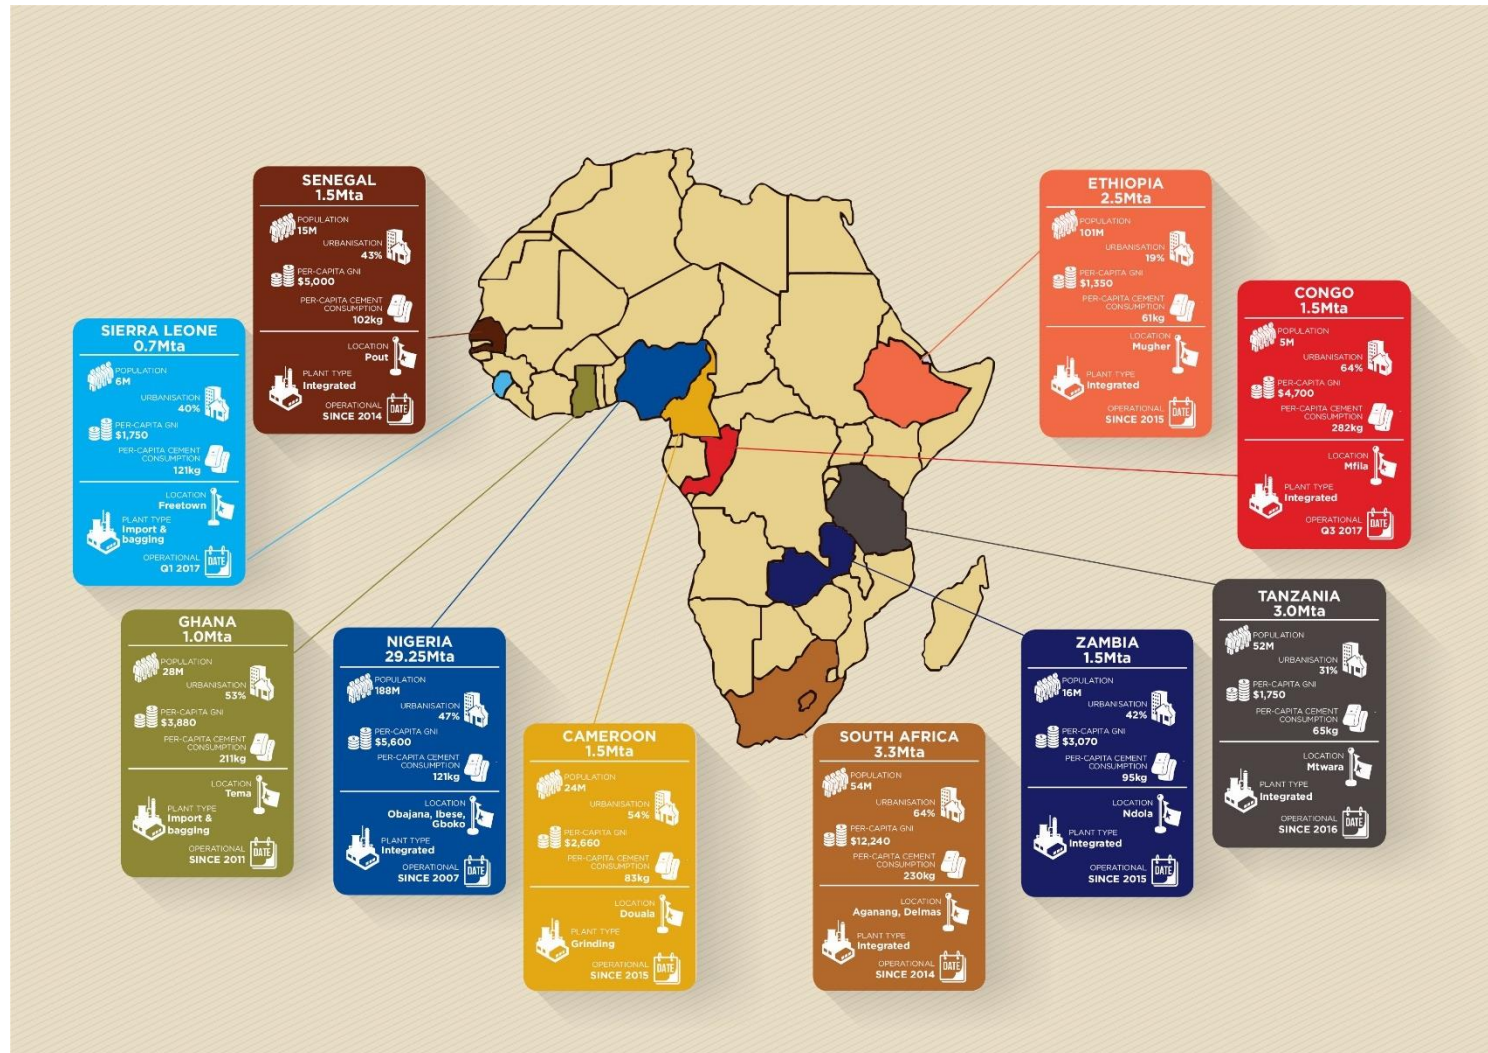 SENEGAL
1.5Mta
POPULATION
15M
URBANISATION
43%
PER-CAPITA GNI
$5,000
PER-CAPITA CEMENT
CONSUMPTION
102kg
LOCATION
Pout
PLANT TYPE
Integrated
OPERATIONAL
SINCE 2014
DATE
ETHIOPIA
2.5Mta
POPULATION
101M
URBANISATION
19%
PER-CAPITA GNI
$1,350
PER-CAPITA CEMENT
CONSUMPTION
61kg
LOCATION
Mugher
PLANT TYPE
Integrated
OPERATIONAL
SINCE 2015
DATE
CONGO
1.5Mta
POPULATION
5M
URBANISATION
64%
PER-CAPITA GNI
$4,700
PER-CAPITA CEMENT
CONSUMPTION
282kg
LOCATION
Mfila
PLANT TYPE
Integrated
OPERATIONAL
Q3 2017
DATE
SIERRA LEONE
0.7Mta
POPULATION
6M
URBANISATION
40%
PER-CAPITA GNI
$1,750
PER-CAPITA CEMENT
CONSUMPTION
121kg
LOCATION
Freetown
PLANT TYPE
Import &
bagging
OPERATIONAL
Q1 2017
DATE
GHANA
1.0Mta
POPULATION
28M
URBANISATION
53%
PER-CAPITA GNI
$3,880
PER-CAPITA CEMENT
CONSUMPTION
211kg
LOCATION
Tema
PLANT TYPE
Import &
bagging
OPERATIONAL
SINCE 2011
DATE
NIGERIA
29.25Mta
POPULATION
188M
URBANISATION
47%
PER-CAPITA GNI
$5,600
PER-CAPITA CEMENT
CONSUMPTION
121kg
LOCATION
Obajana, Ibese,
Gboko
PLANT TYPE
Integrated
OPERATIONAL
SINCE 2007
DATE
CAMEROON
1.5Mta
POPULATION
24M
URBANISATION
54%
PER-CAPITA GNI
$2,660
PER-CAPITA CEMENT
CONSUMPTION
83kg
LOCATION
Douala
PLANT TYPE
Grinding
OPERATIONAL
SINCE 2015
DATE
SOUTH AFRICA
3.3Mta
POPULATION
54M
URBANISATION
64%
PER-CAPITA GNI
$12,240
PER-CAPITA CEMENT
CONSUMPTION
230kg
LOCATION
Aganang, Delmas
PLANT TYPE
Integrated
OPERATIONAL
SINCE 2014
DATE
ZAMBIA
1.5Mta
POPULATION
16M
URBANISATION
42%
PER-CAPITA GNI
$3,070
PER-CAPITA CEMENT
CONSUMPTION
95kg
LOCATION
Ndola
PLANT TYPE
Integrated
OPERATIONAL
SINCE 2015
DATE
TANZANIA
3.0Mta
POPULATION
52M
URBANISATION
31%
PER-CAPITA GNI
$1,750
PER-CAPITA CEMENT
CONSUMPTION
65kg
LOCATION
Mtwara
PLANT TYPE
Integrated
OPERATIONAL
SINCE 2016
DATE